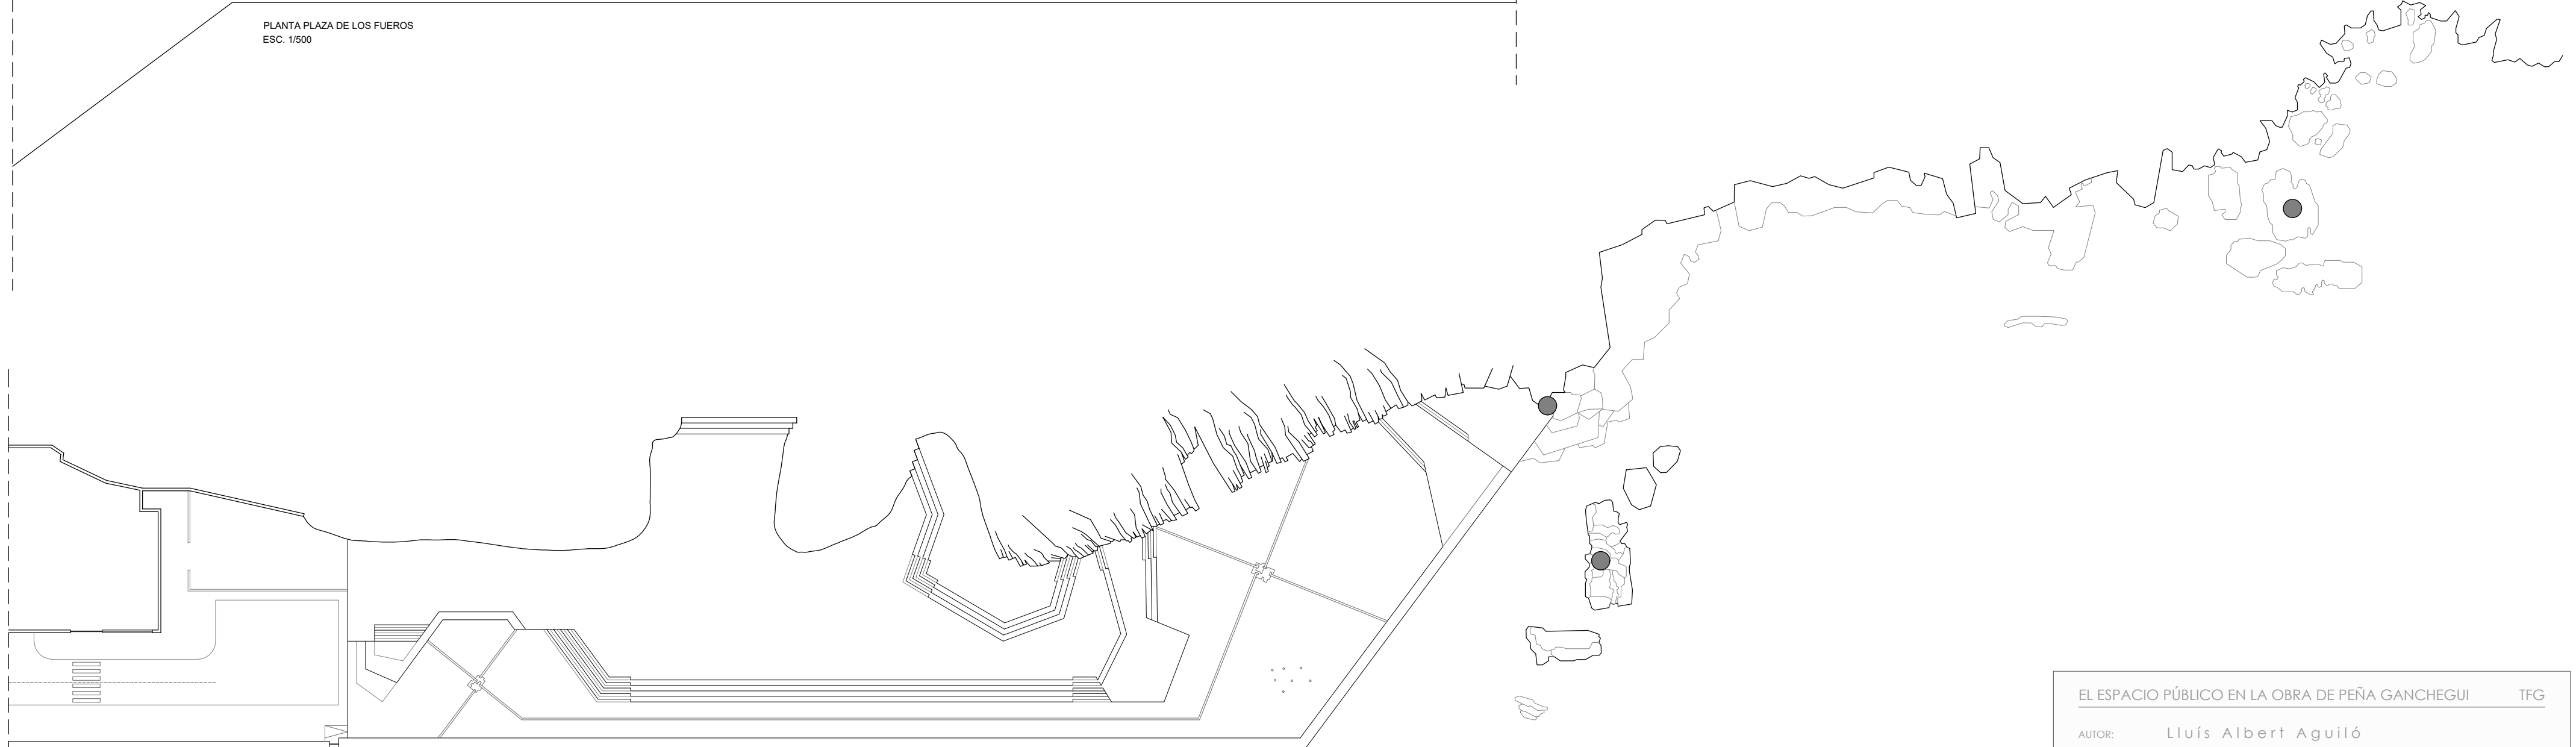 PLANTA PLAZA DE LOS FUEROS
ESC. 1/500
EL ESPACIO PÚBLICO EN LA OBRA DE PEÑA GANCHEGUI TFG
AUTOR: Lluís Albert Aguiló